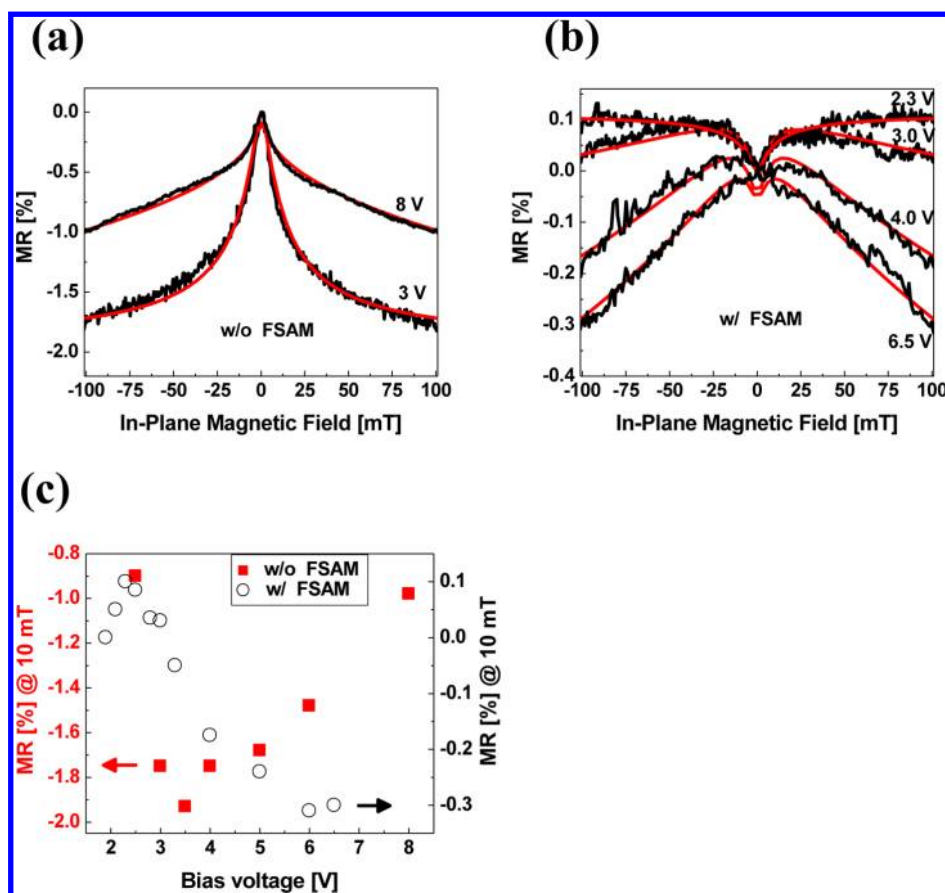 (a)
0.0
-0.5
-1.0
-1.5
-2.0
MR [%]
8 V
3 V
w/o FSAM
-100 -75 -50 -25 0 25 50 75 100
In-Plane Magnetic Field [mT]
(b)
0.1
0.0
-0.1
-0.2
-0.3
-0.4
MR [%]
2.3 V
3.0 V
4.0 V
6.5 V
w/ FSAM
-100 -75 -50 -25 0 25 50 75 100
In-Plane Magnetic Field [mT]
(c)
-0.8
-1.0
-1.2
-1.4
-1.6
-1.8
-2.0
MR [%] @ 10 mT
w/o FSAM
w/ FSAM
0.1
0.0
-0.1
-0.2
-0.3
MR [%] @ 10 mT
2 3 4 5 6 7 8
Bias voltage [V]